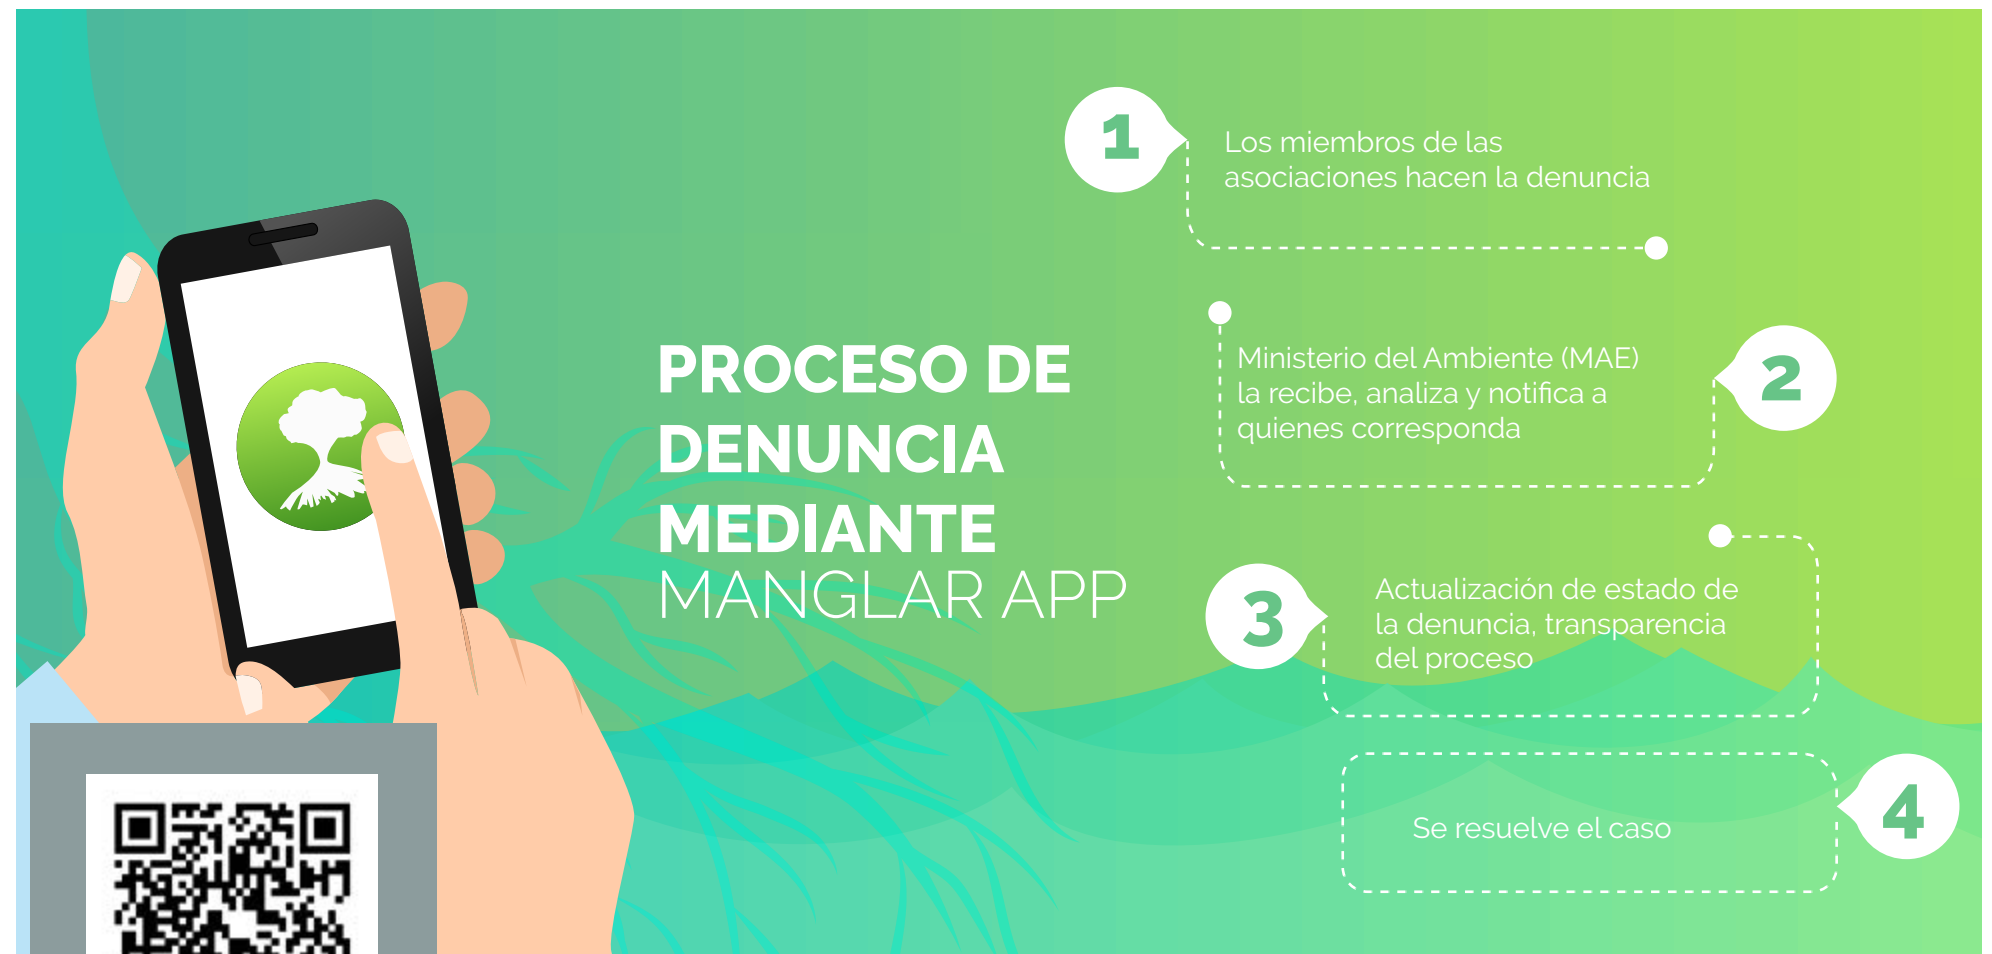 PROCESO DE
DENUNCIA
MEDIANTE
MANGLAR APP
1
Los miembros de las
asociaciones hacen la denuncia
2
Ministerio del Ambiente (MAE)
la recibe, analiza y notifica a
quienes corresponda
3
Actualización de estado de
la denuncia, transparencia
del proceso
4
Se resuelve el caso